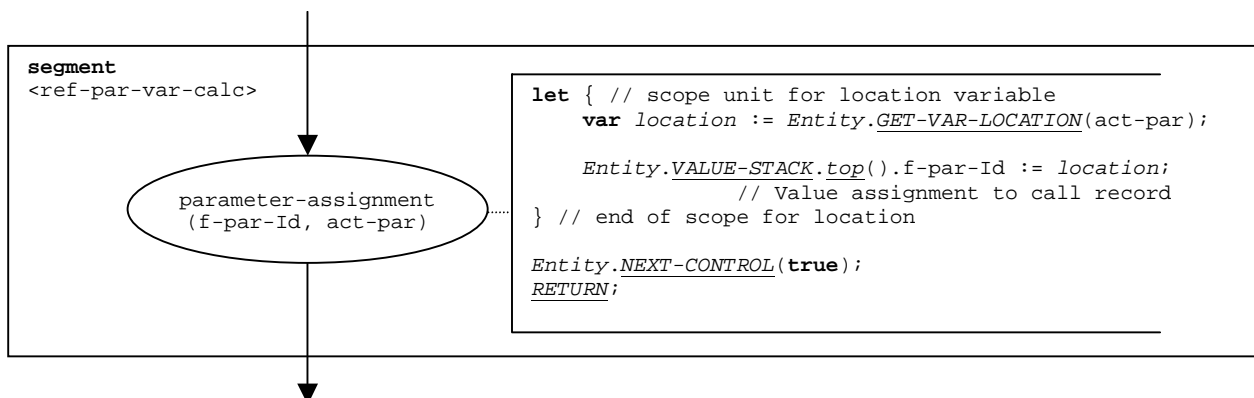 segment
<ref-par-var-calc>
parameter-assignment
(f-par-Id, act-par)
let { // scope unit for location variable
var location := Entity.GET-VAR-LOCATION(act-par);
Entity.VALUE-STACK.top().f-par-Id := location;
// Value assignment to call record
} // end of scope for location
Entity.NEXT-CONTROL(true);
RETURN;